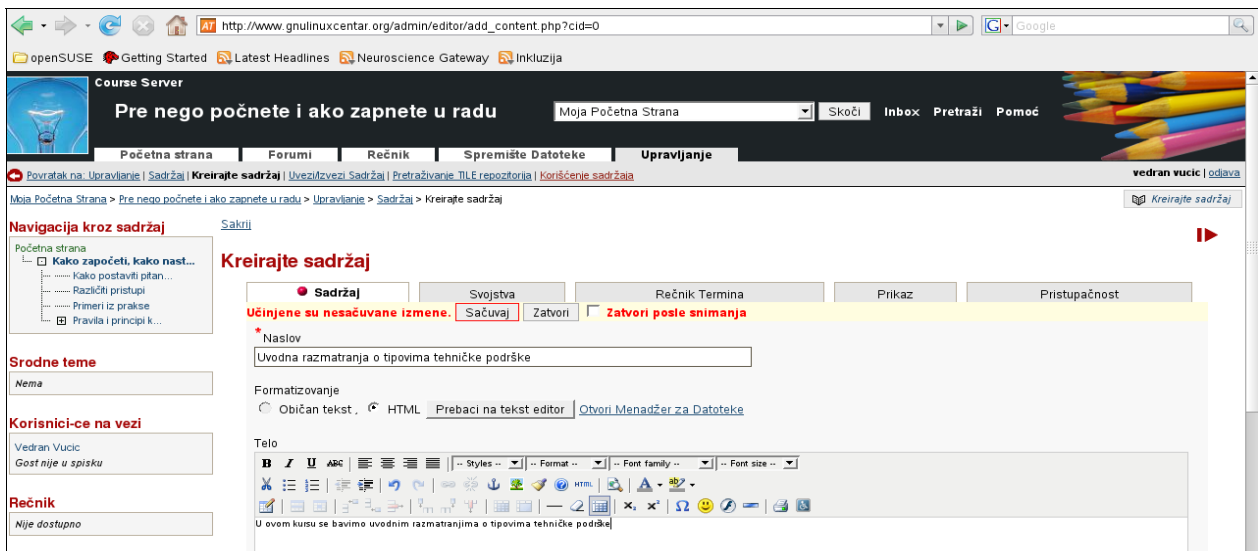 http://www.gnulinuxcentar.org/admin/editor/add_content.php?cid=0
G Google
openSUSE Getting Started Latest Headlines Neuroscience Gateway Inkluzija
Course Server
Pre nego počnete i ako zapnete u radu
Moja Početna Strana Skoči Inbox Pretraži Pomoć
Početna strana Forumi Rečnik Spremište Datoteke Upravljanje
Povratak na: Upravljanje | Sadržaj | Kreirajte sadržaj | Uvezi/Izvezi Sadržaj | Pretraživanje TILE repozitorija | Korišćenje sadržaja
vedran vucic | odjava
Moja Početna Strana > Pre nego počnete i ako zapnete u radu > Upravljanje > Sadržaj > Kreirajte sadržaj
Kreirajte sadržaj
Navigacija kroz sadržaj
Početna strana
Kako započeti, kako nast...
Kako postaviti pitan...
Različiti pristupi
Primeri iz prakse
Pravila i principi k...
Srodne teme
Nema
Korisnici-ce na vezi
Vedran Vucic
Gost nije u spisku
Rečnik
Nije dostupno
Sakrij
Kreirajte sadržaj
Sadržaj Svojstva Rečnik Termina Prikaz Pristupačnost
Učinjene su nesačuvane izmene. Sačuvaj Zatvori Zatvori posle snimanja
* Naslov
Uvodna razmatranja o tipovima tehničke podrške
Formatizovanje
Običan tekst , HTML Prebaci na tekst editor Otvori Menadžer za Datoteke
Telo
B I U ABC -- Styles -- -- Format -- -- Font family -- -- Font size --
HTML A ab
x, x² Ω
U ovom kursu se bavimo uvodnim razmatranjima o tipovima tehničke podrške